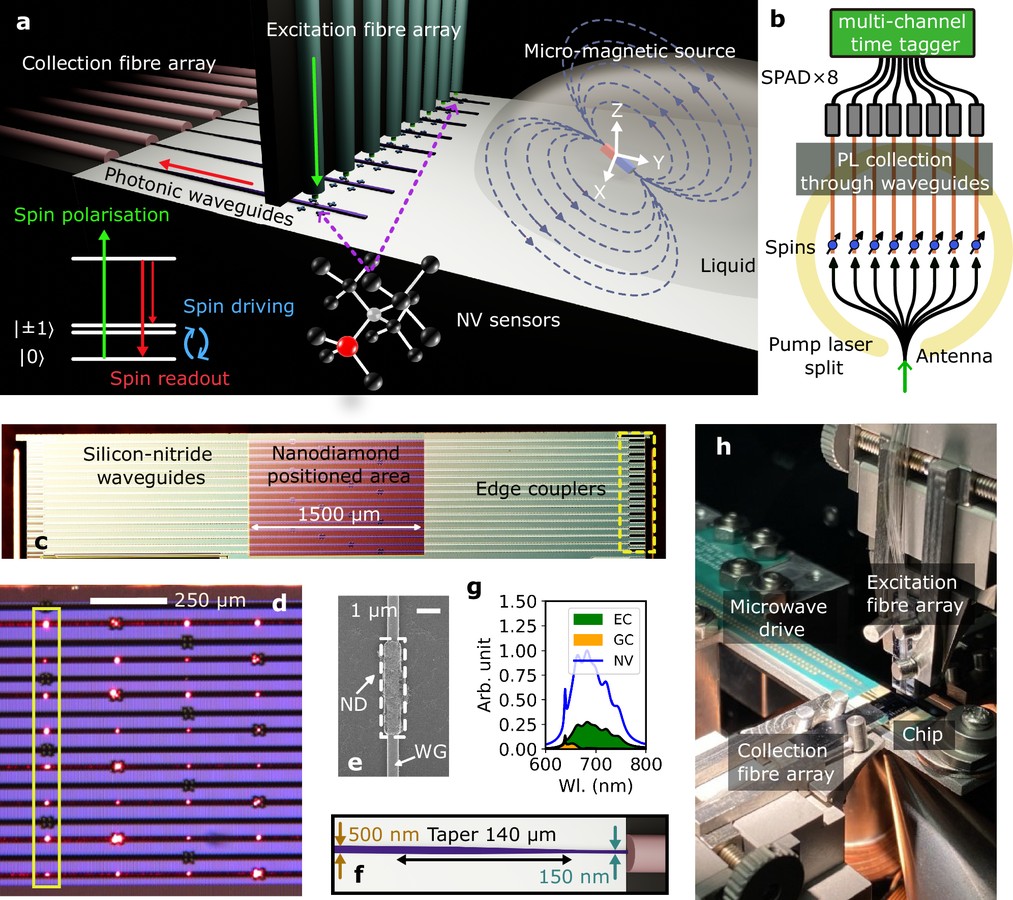 a
Excitation fibre array
Collection fibre array
Micro-magnetic source
Z
Y
X
Photonic waveguides
Liquid
Spin polarisation
Spin driving
|±1⟩
|0⟩
Spin readout
NV sensors
b
multi-channel
time tagger
SPAD×8
PL collection
through waveguides
Spins
Pump laser
split
Antenna
Silicon-nitride
waveguides
Nanodiamond
positioned area
Edge couplers
1500 μm
c
d
250 μm
1 μm
ND
WG
e
g
1.50
1.25
1.00
0.75
0.50
0.25
0.00
Arb. unit
EC
GC
NV
600 700 800
Wl. (nm)
500 nm Taper 140 μm
150 nm
f
h
Excitation
fibre array
Microwave
drive
Chip
Collection
fibre array